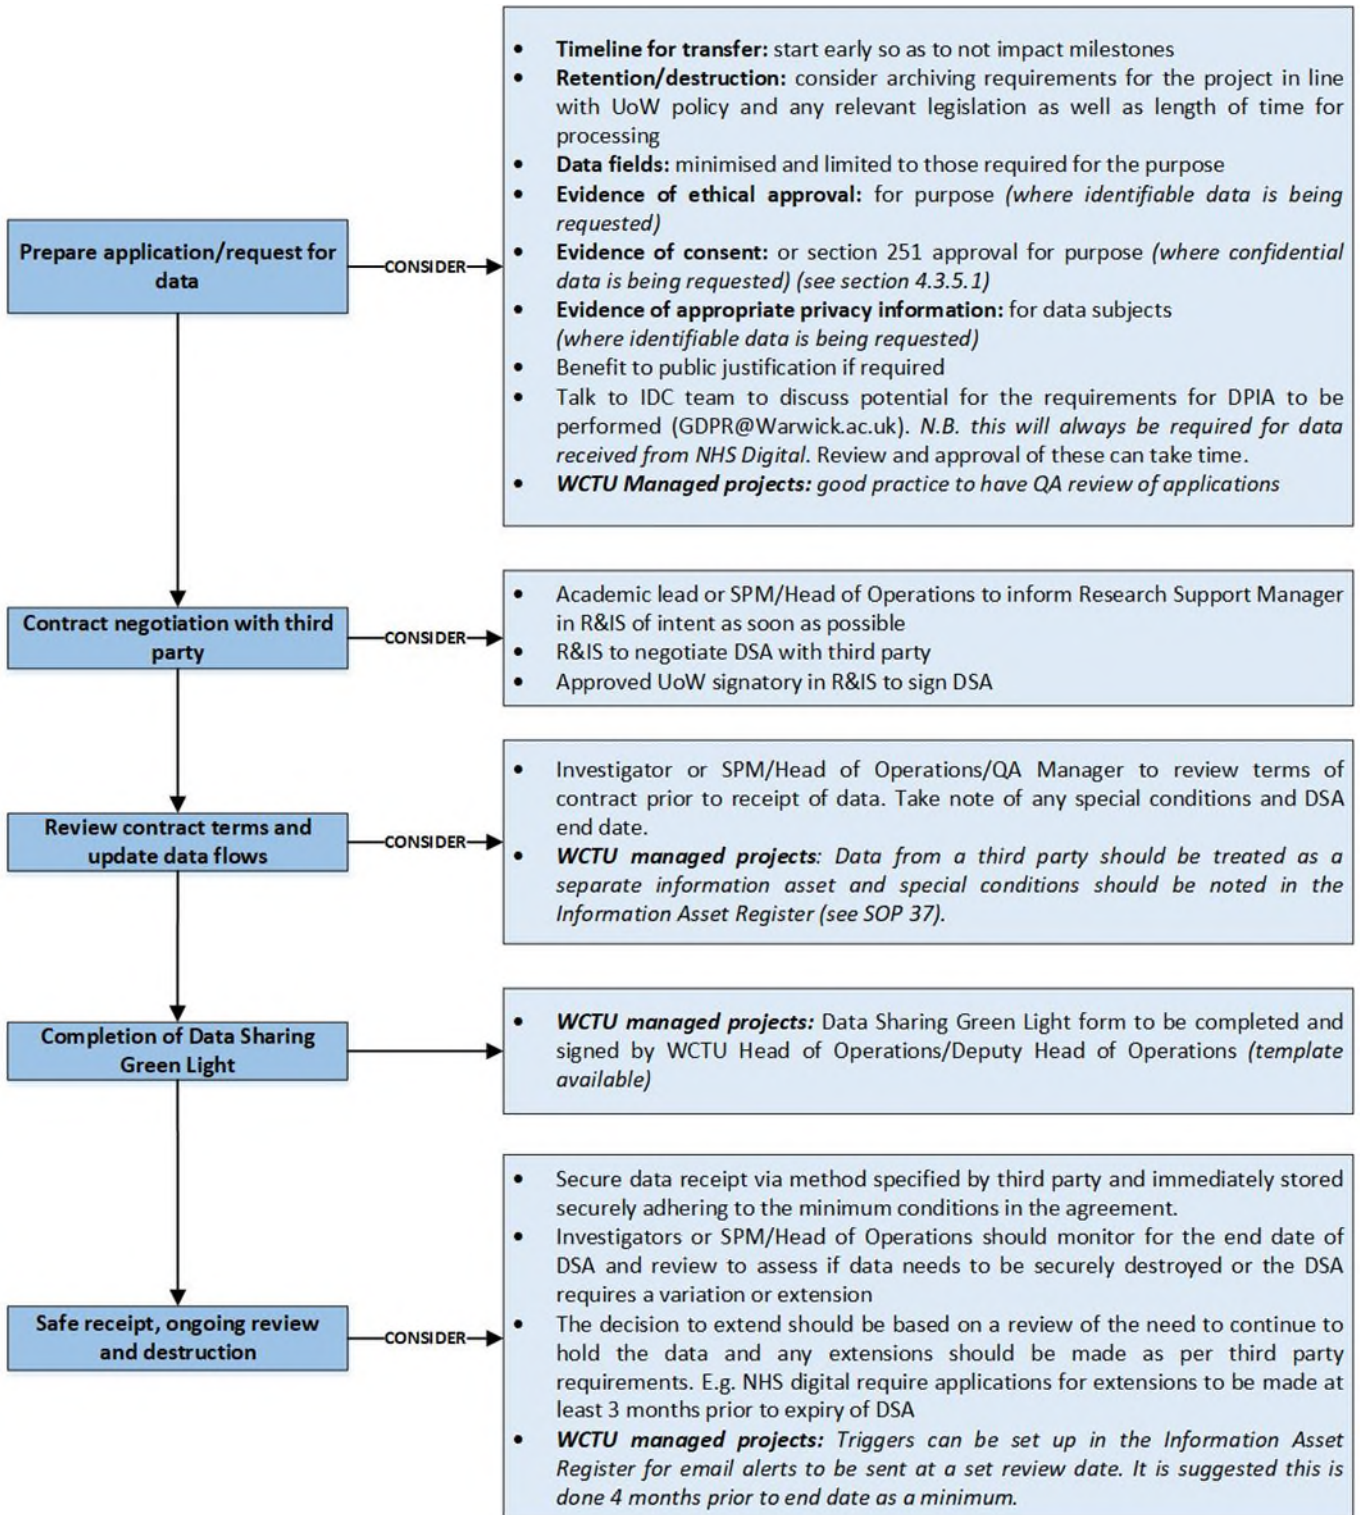 • Timeline for transfer: start early so as to not impact milestones
• Retention/destruction: consider archiving requirements for the project in line
with UoW policy and any relevant legislation as well as length of time for
processing
• Data fields: minimised and limited to those required for the purpose
• Evidence of ethical approval: for purpose (where identifiable data is being
requested)
Prepare application/request for
data
CONSIDER
• Evidence of consent: or section 251 approval for purpose (where confidential
data is being requested) (see section 4.3.5.1)
• Evidence of appropriate privacy information: for data subjects
(where identifiable data is being requested)
• Benefit to public justification if required
• Talk to IDC team to discuss potential for the requirements for DPIA to be
performed (GDPR@Warwick.ac.uk). N.B. this will always be required for data
received from NHS Digital. Review and approval of these can take time.
• WCTU Managed projects: good practice to have QA review of applications
Contract negotiation with third
party
CONSIDER
• Academic lead or SPM/Head of Operations to inform Research Support Manager
in R&IS of intent as soon as possible
• R&IS to negotiate DSA with third party
• Approved UoW signatory in R&IS to sign DSA
Review contract terms and
update data flows
CONSIDER
• Investigator or SPM/Head of Operations/QA Manager to review terms of
contract prior to receipt of data. Take note of any special conditions and DSA
end date.
• WCTU managed projects: Data from a third party should be treated as a
separate information asset and special conditions should be noted in the
Information Asset Register (see SOP 37).
Completion of Data Sharing
Green Light
• WCTU managed projects: Data Sharing Green Light form to be completed and
signed by WCTU Head of Operations/Deputy Head of Operations (template
available)
Safe receipt, ongoing review
and destruction
CONSIDER
• Secure data receipt via method specified by third party and immediately stored
securely adhering to the minimum conditions in the agreement.
• Investigators or SPM/Head of Operations should monitor for the end date of
DSA and review to assess if data needs to be securely destroyed or the DSA
requires a variation or extension
• The decision to extend should be based on a review of the need to continue to
hold the data and any extensions should be made as per third party
requirements. E.g. NHS digital require applications for extensions to be made at
least 3 months prior to expiry of DSA
• WCTU managed projects: Triggers can be set up in the Information Asset
Register for email alerts to be sent at a set review date. It is suggested this is
done 4 months prior to end date as a minimum.